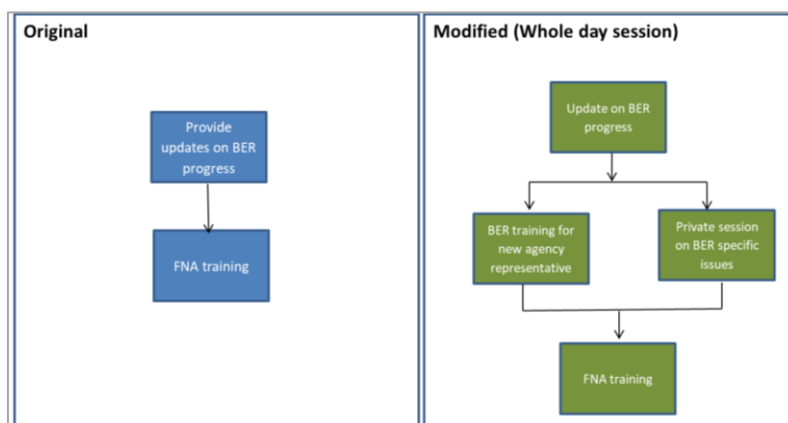 Original
Provide
updates on BER
progress
FNA training
Modified (Whole day session)
Update on BER
progress
BER training for
new agency
representative
Private session
on BER specific
issues
FNA training